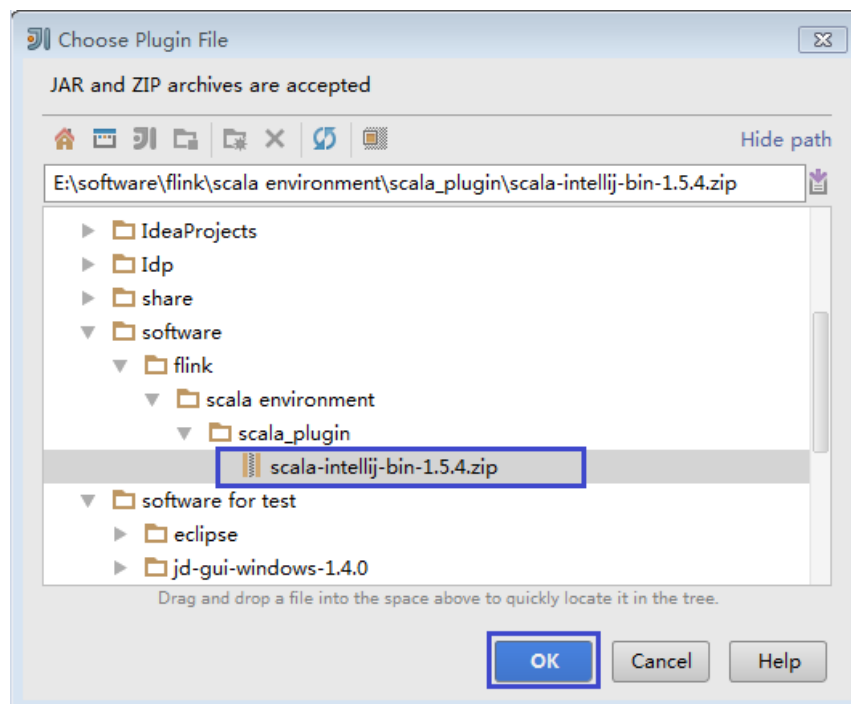 Choose Plugin File
JAR and ZIP archives are accepted
Hide path
E:\software\flink\scala environment\scala_plugin\scala-intellij-bin-1.5.4.zip
IdeaProjects
Idp
share
software
flink
scala environment
scala_plugin
scala-intellij-bin-1.5.4.zip
software for test
eclipse
jd-gui-windows-1.4.0
Drag and drop a file into the space above to quickly locate it in the tree.
OK Cancel Help